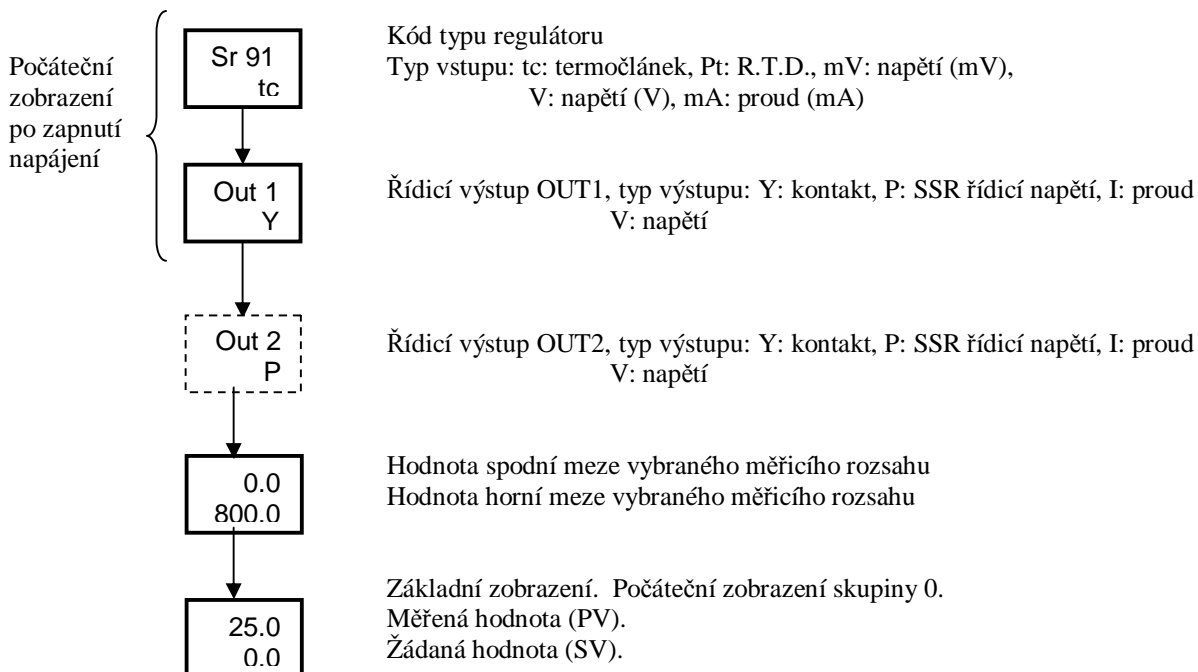 Počáteční
zobrazení
po zapnutí
napájení
Sr 91
tc
Kód typu regulátoru
Typ vstupu: tc: termočlánek, Pt: R.T.D., mV: napětí (mV),
V: napětí (V), mA: proud (mA)
Out 1
Y
Řídicí výstup OUT1, typ výstupu: Y: kontakt, P: SSR řídicí napětí, I: proud
V: napětí
Out 2
P
Řídicí výstup OUT2, typ výstupu: Y: kontakt, P: SSR řídicí napětí, I: proud
V: napětí
0.0
800.0
Hodnota spodní meze vybraného měřicího rozsahu
Hodnota horní meze vybraného měřicího rozsahu
25.0
0.0
Základní zobrazení. Počáteční zobrazení skupiny 0.
Měřená hodnota (PV).
Žádaná hodnota (SV).